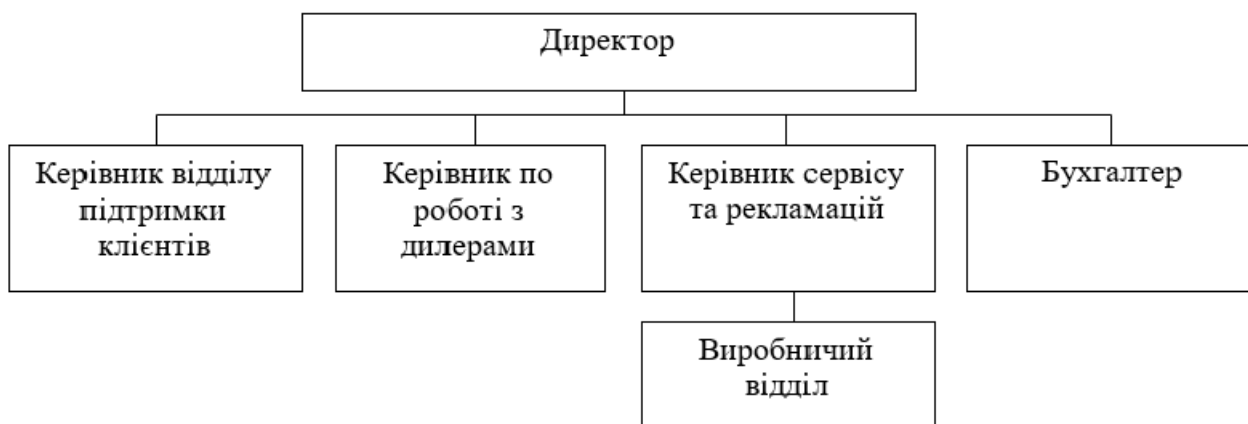 Директор
Керівник відділу
підтримки
клієнтів
Керівник по
роботі з
дилерами
Керівник сервісу
та рекламацій
Бухгалтер
Виробничий
відділ